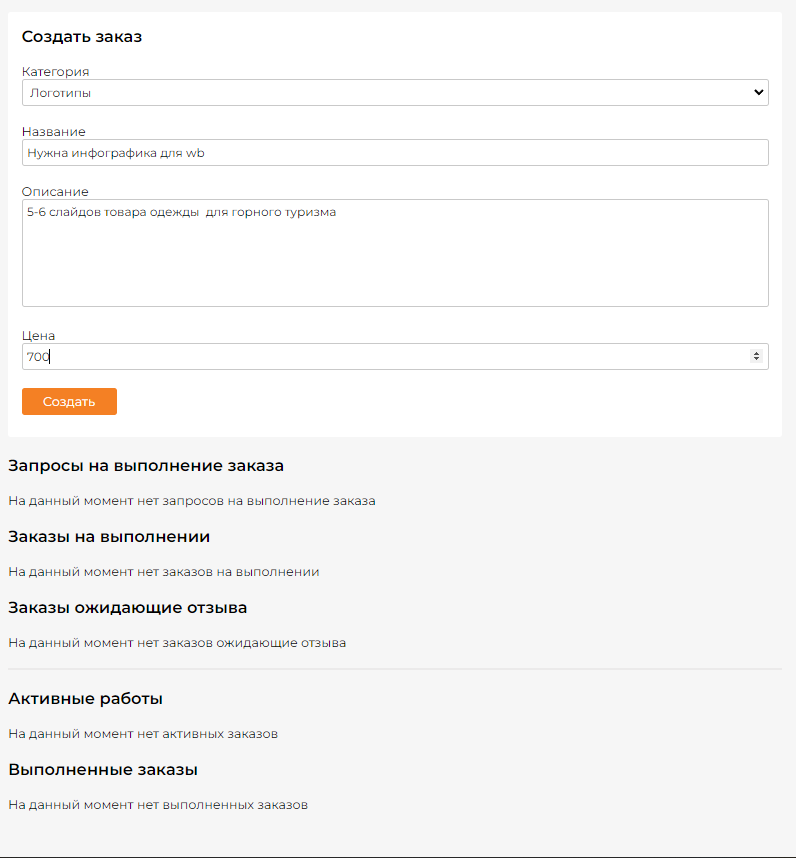 Создать заказ
Категория
Логотипы
Название
Нужна инфографика для wb
Описание
5-6 слайдов товара одежды  для горного туризма
Цена
700
Создать
Запросы на выполнение заказа
На данный момент нет запросов на выполнение заказа
Заказы на выполнении
На данный момент нет заказов на выполнении
Заказы ожидающие отзыва
На данный момент нет заказов ожидающие отзыва
Активные работы
На данный момент нет активных заказов
Выполненные заказы
На данный момент нет выполненных заказов